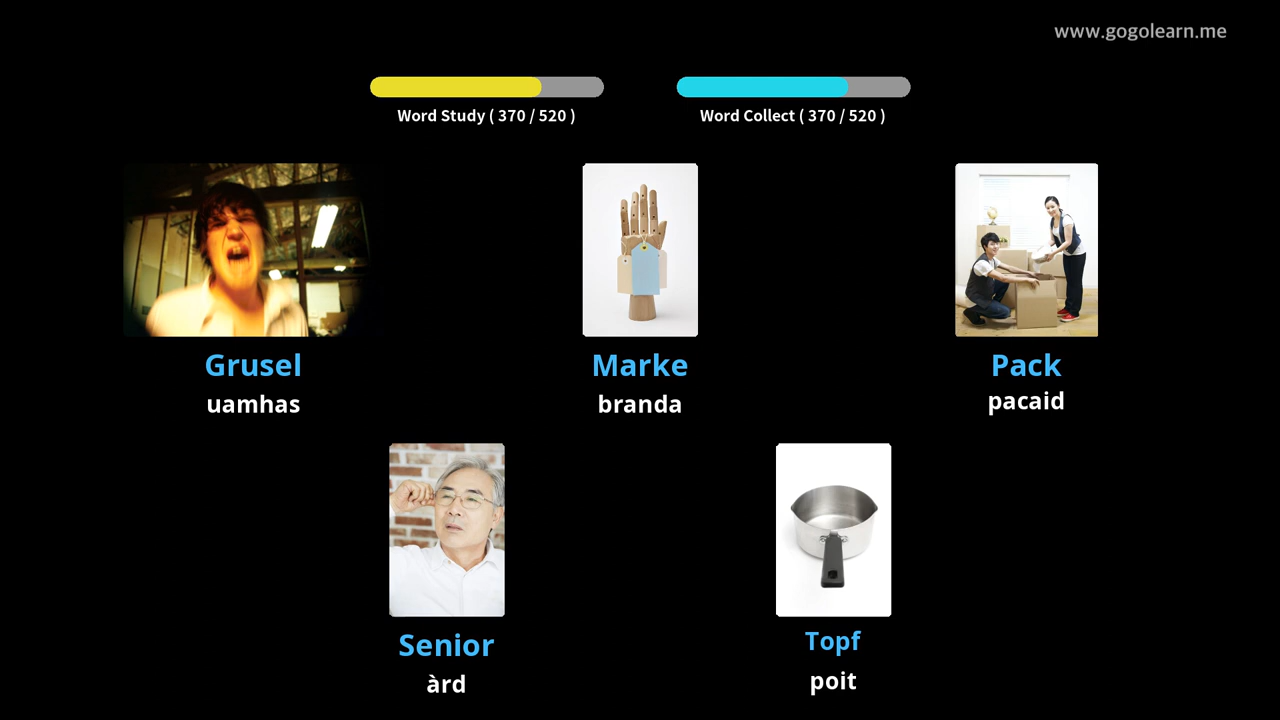 www.gogolearn.me
Word Study ( 370 / 520 )
Word Collect ( 370 / 520 )
Grusel
uamhas
Marke
branda
Pack
pacaid
Senior
àrd
Topf
poit